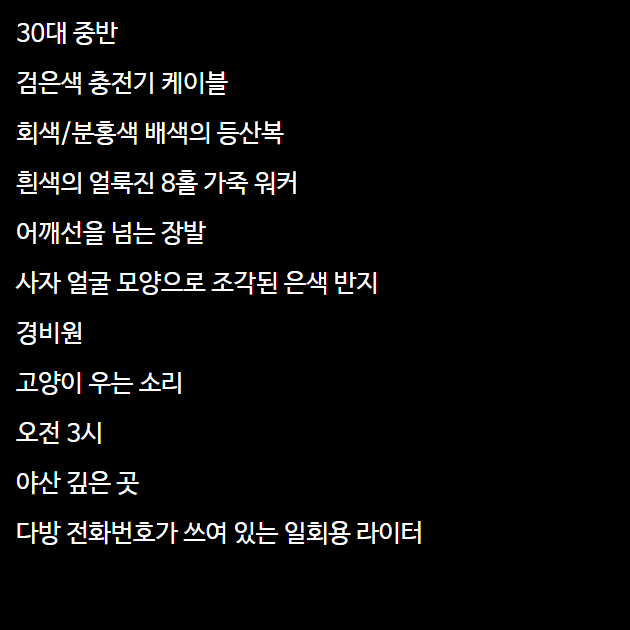 30대 중반
검은색 충전기 케이블
회색/분홍색 배색의 등산복
흰색의 얼룩진 8홀 가죽 워커
어깨선을 넘는 장발
사자 얼굴 모양으로 조각된 은색 반지
경비원
고양이 우는 소리
오전 3시
야산 깊은 곳
다방 전화번호가 쓰여 있는 일회용 라이터